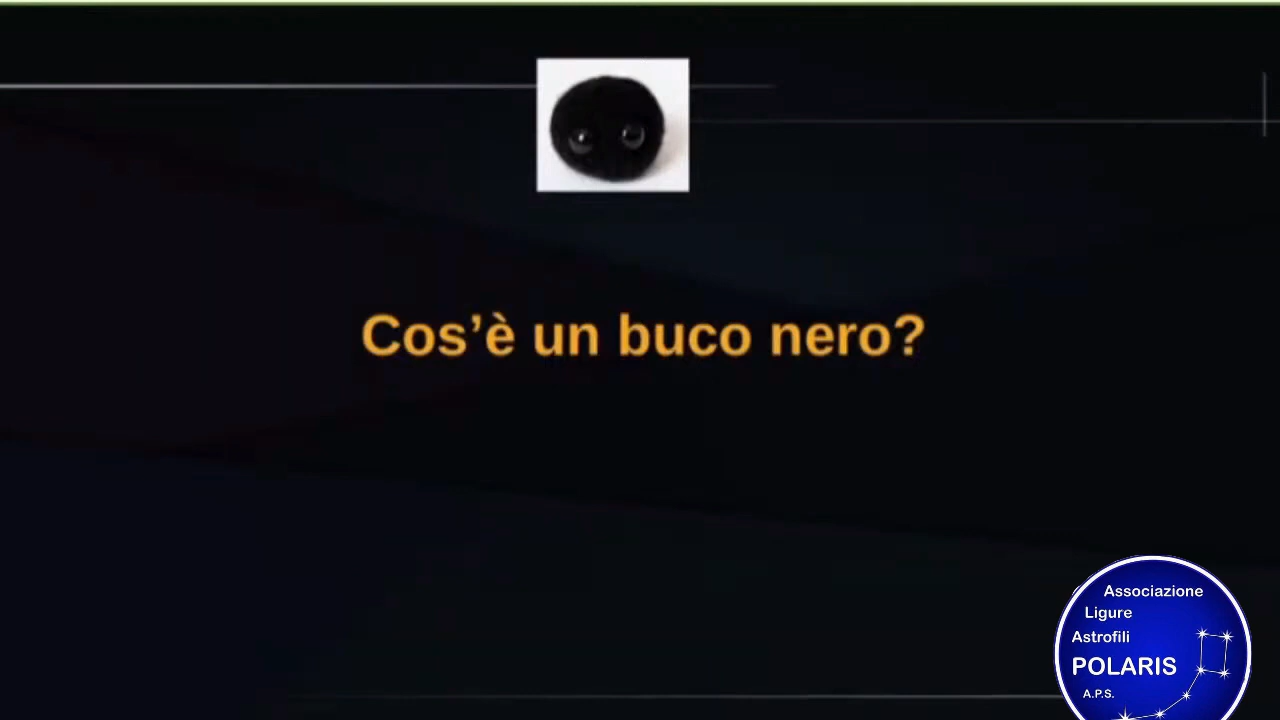 Cos’è un buco nero?
Associazione
Ligure
Astrofili
POLARIS
A.P.S.